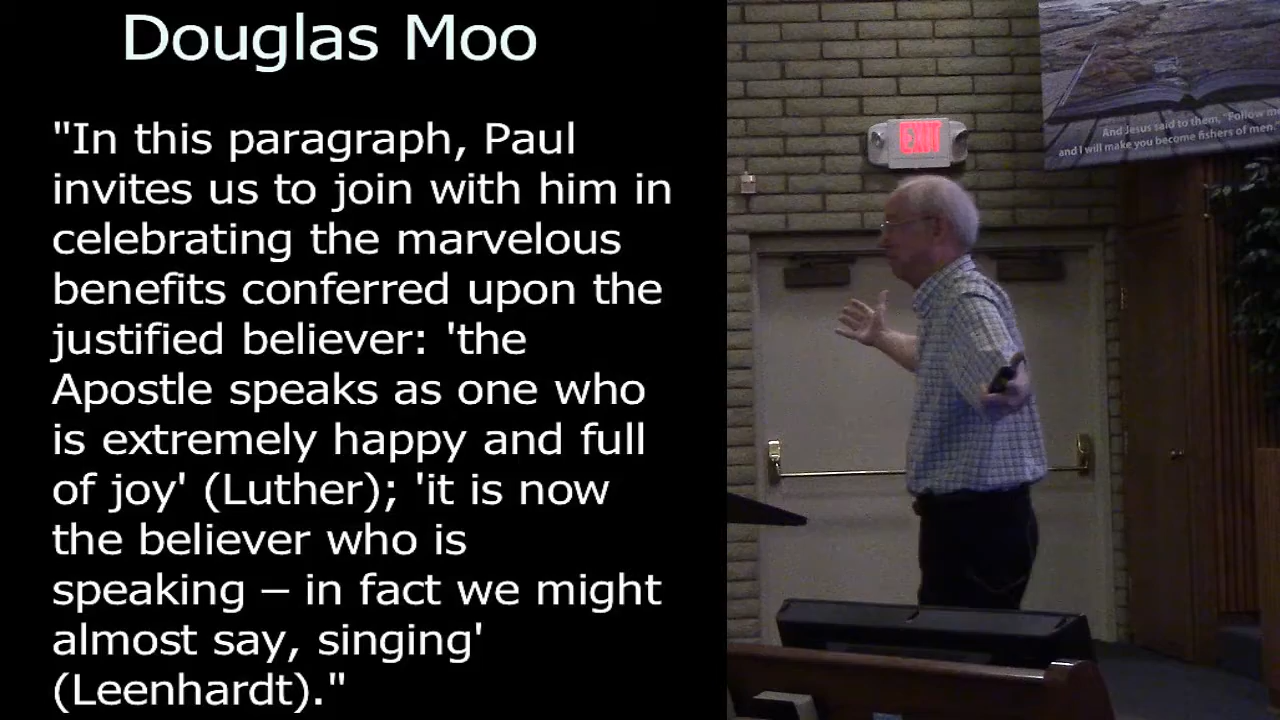 Douglas Moo
"In this paragraph, Paul
invites us to join with him in
celebrating the marvelous
benefits conferred upon the
justified believer: 'the
Apostle speaks as one who
is extremely happy and full
of joy' (Luther); 'it is now
the believer who is
speaking – in fact we might
almost say, singing'
(Leenhardt)."
EXIT
And Jesus said to them, "Follow me
and I will make you become fishers of men."